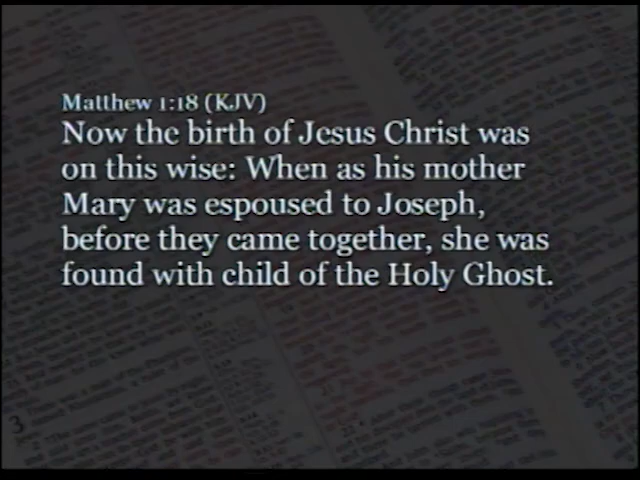 Matthew 1:18 (KJV)
Now the birth of Jesus Christ was
on this wise: When as his mother
Mary was espoused to Joseph,
before they came together, she was
found with child of the Holy Ghost.
3